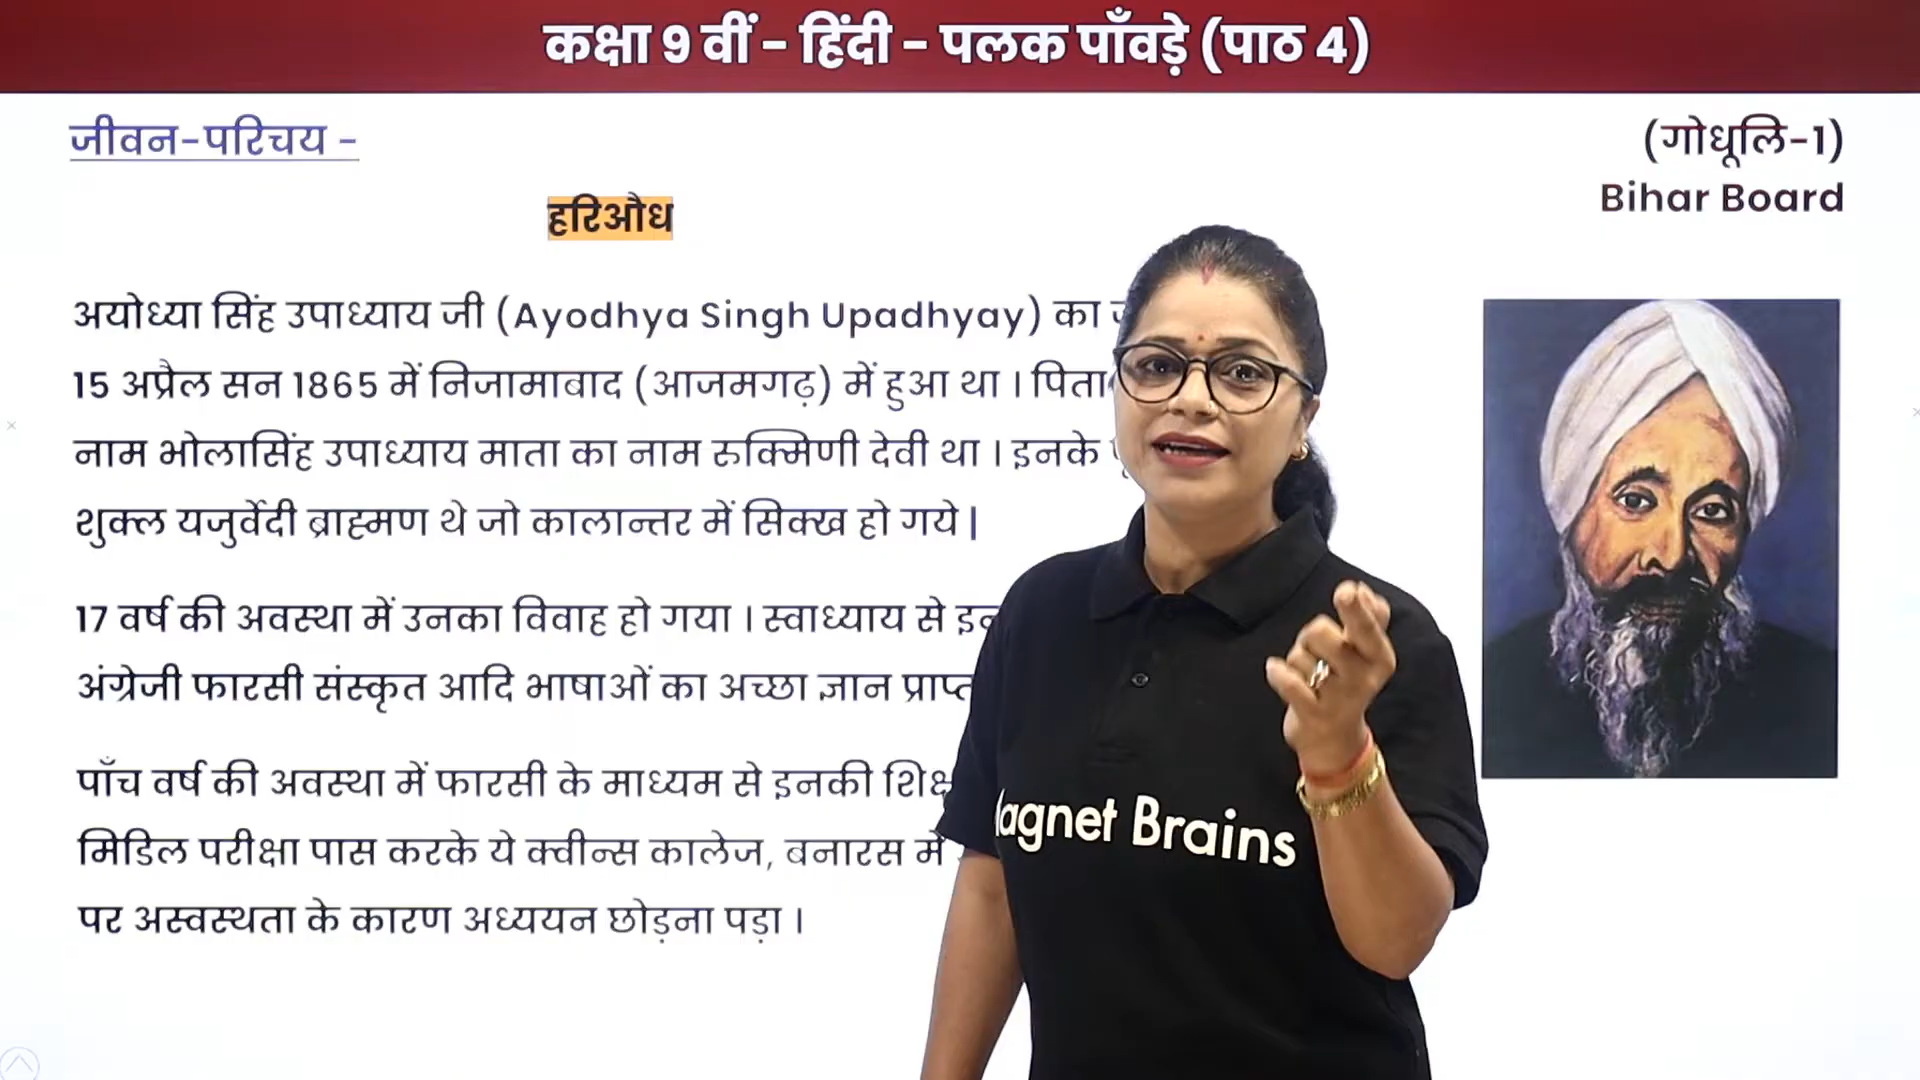 कक्षा 9 वीं - हिंदी - पलक पाँवड़े (पाठ 4)
जीवन-परिचय -
(गोधूलि-1)
Bihar Board
हरिऔध
अयोध्या सिंह उपाध्याय जी (Ayodhya Singh Upadhyay) का
15 अप्रैल सन 1865 में निजामाबाद (आजमगढ़) में हुआ था । पिता
नाम भोलासिंह उपाध्याय माता का नाम रुक्मिणी देवी था । इनके
शुक्ल यजुर्वेदी ब्राह्मण थे जो कालान्तर में सिक्ख हो गये |
17 वर्ष की अवस्था में उनका विवाह हो गया । स्वाध्याय से
अंग्रेजी फारसी संस्कृत आदि भाषाओं का अच्छा ज्ञान प्राप्त
पाँच वर्ष की अवस्था में फारसी के माध्यम से इनकी
मिडिल परीक्षा पास करके ये क्वीन्स कालेज, बनारस में
पर अस्वस्थता के कारण अध्ययन छोड़ना पड़ा ।
agnet Brains